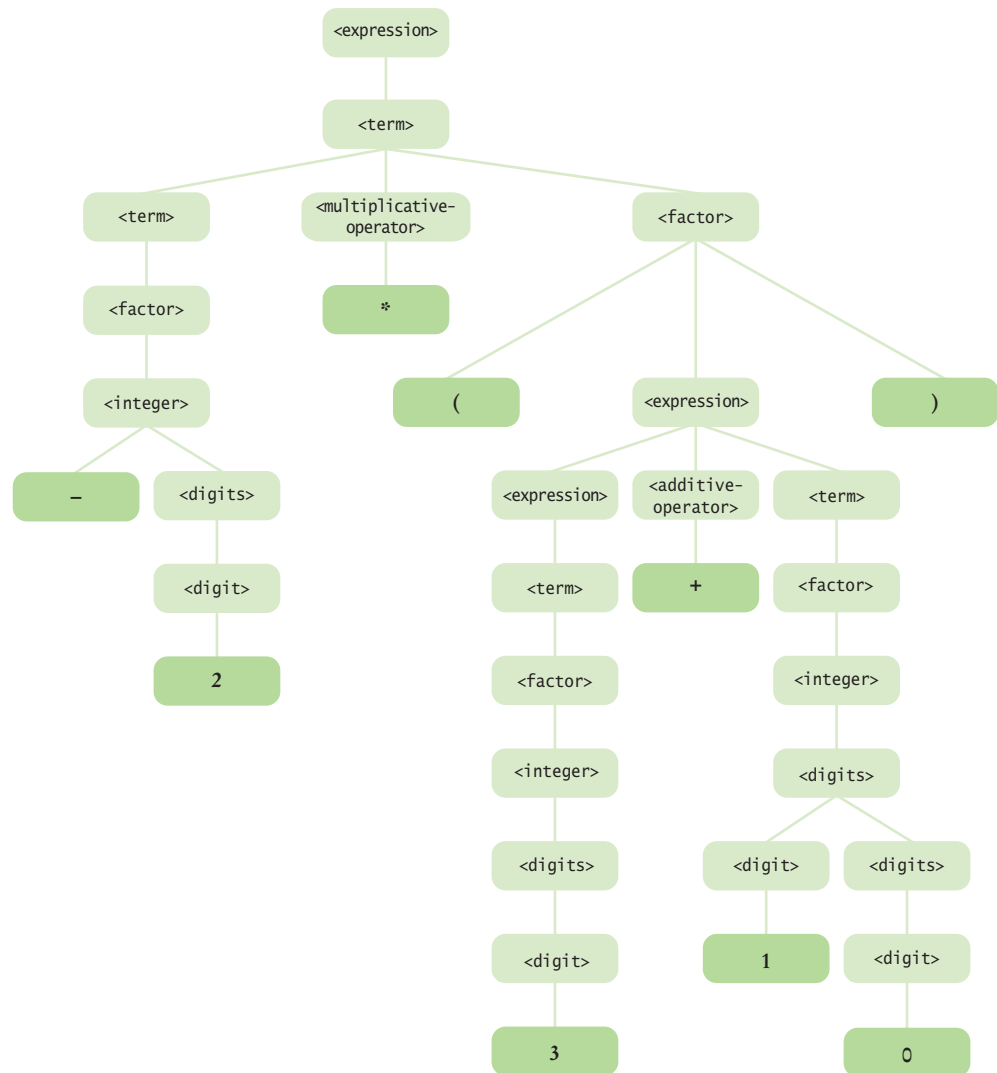 <expression>
<term>
<term>
<multiplicative-
operator>
<factor>
<factor>
*
<integer>
(
<expression>
)
–
<digits>
<expression>
<additive-
operator>
<term>
<digit>
<term>
+
<factor>
2
<factor>
<integer>
<integer>
<digits>
<digits>
<digit>
<digits>
<digit>
1
<digit>
3
0